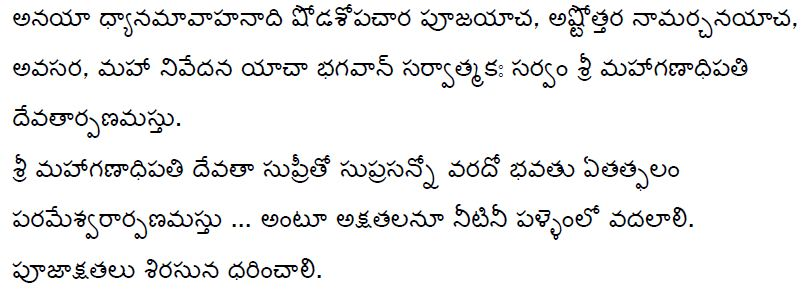 అనయా ధ్యానమావాహనాది షోడశోపచార పూజయాచ, అష్టోత్తర నామర్చనయాచ,
అవసర, మహా నివేదన యాచా భగవాన్ సర్వాత్మకః సర్వం శ్రీ మహాగణాధిపతి
దేవతార్పణమస్తు.
శ్రీ మహాగణాధిపతి దేవతా సుప్రీతో సుప్రసన్నో వరదో భవతు ఏతత్ఫలం
పరమేశ్వరార్పణమస్తు ... అంటూ అక్షతలనూ నీటినీ పళ్ళెంలో వదలాలి.
పూజాక్షతలు శిరసున ధరించాలి.